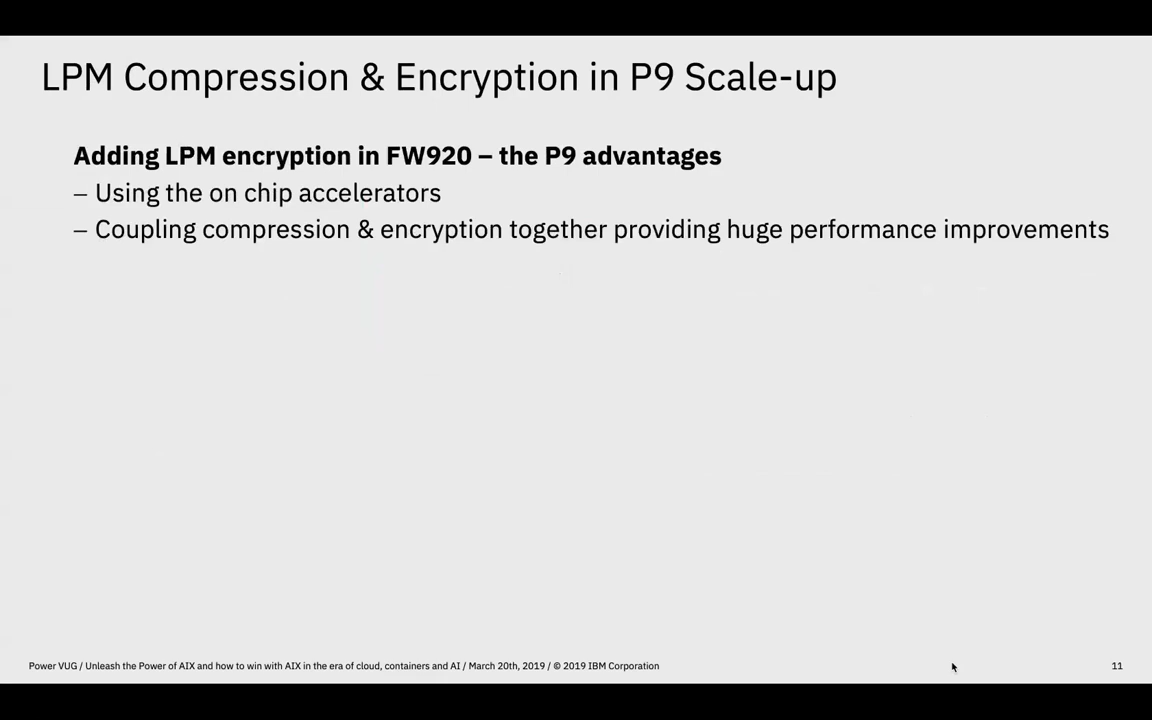 LPM Compression & Encryption in P9 Scale-up
Adding LPM encryption in FW920 – the P9 advantages
– Using the on chip accelerators
– Coupling compression & encryption together providing huge performance improvements
Power VUG / Unleash the Power of AIX and how to win with AIX in the era of cloud, containers and AI / March 20th, 2019 / © 2019 IBM Corporation
11